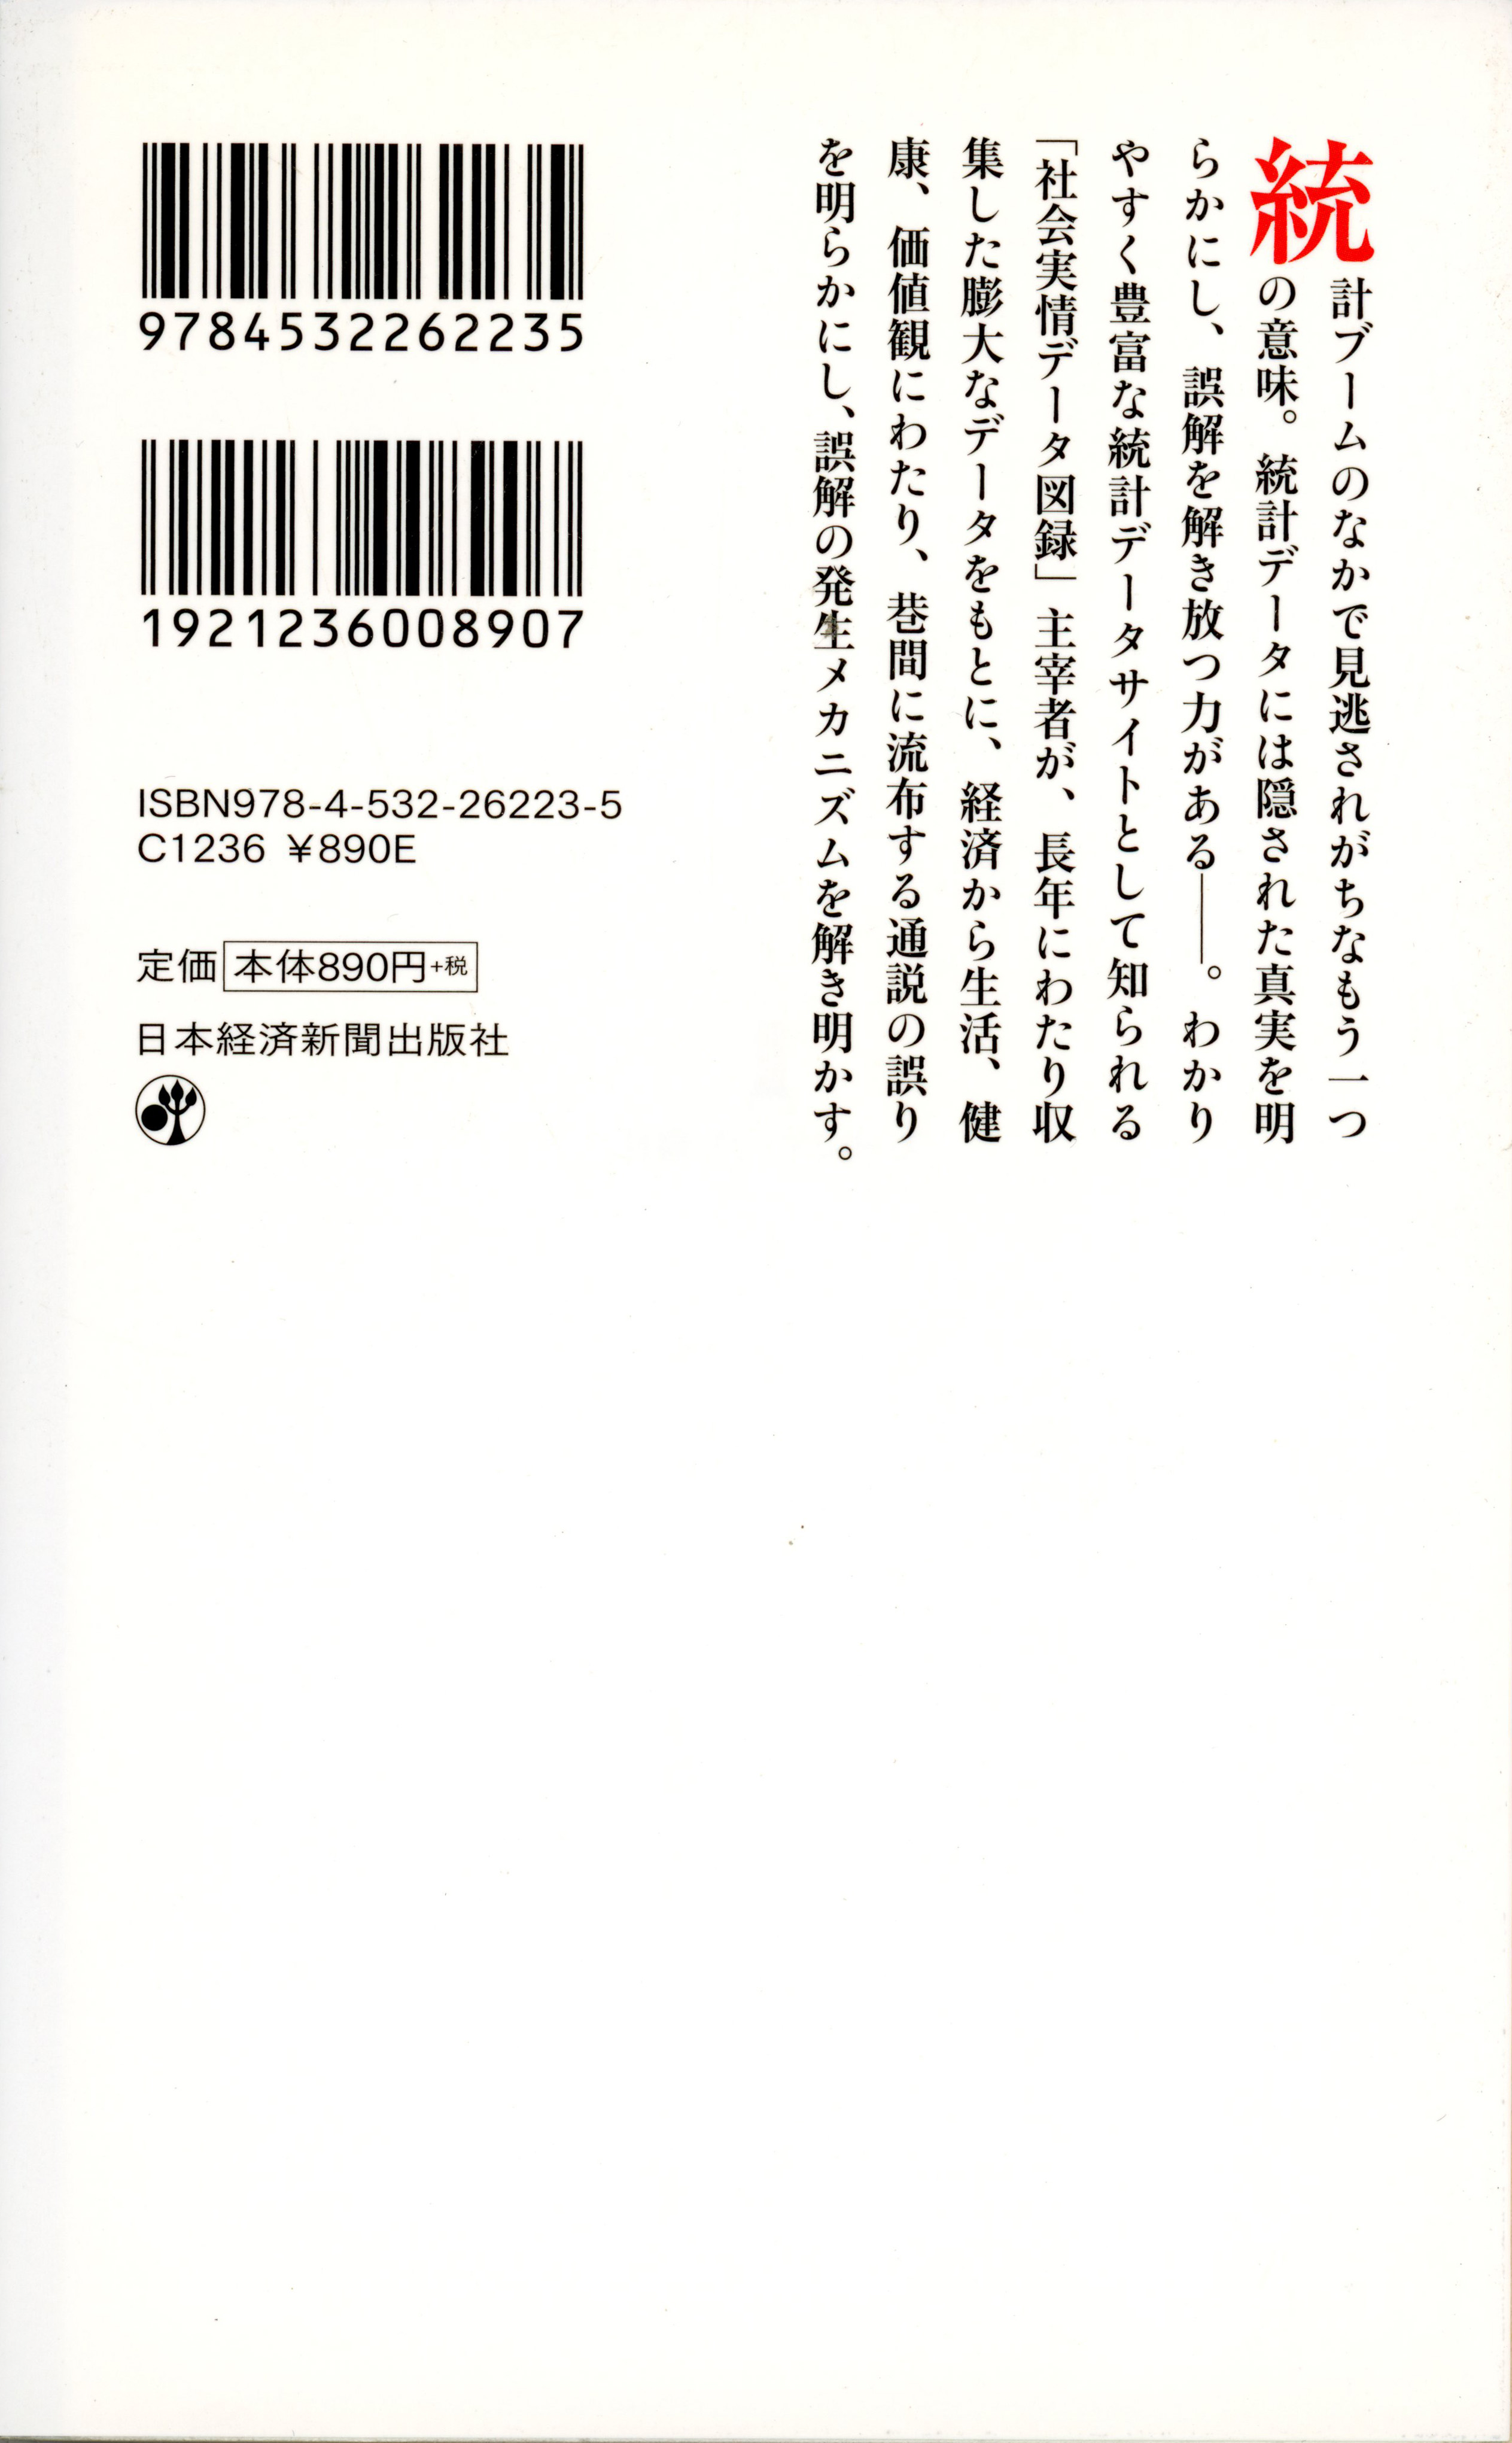 統計ブームのなかで見逃されがちなもう一つ
の意味。統計データには隠された真実を明
らかにし、誤解を解き放つ力がある――。わかり
やすく豊富な統計データサイトとして知られる
「社会実情データ図録」主宰者が、長年にわたり収
集した膨大なデータをもとに、経済から生活、健
康、価値観にわたり、巷間に流布する通説の誤り
を明らかにし、誤解の発生メカニズムを解き明かす。
9784532262235
1921236008907
ISBN978-4-532-26223-5
C1236 ¥890E
定価 本体890円+税
日本経済新聞出版社